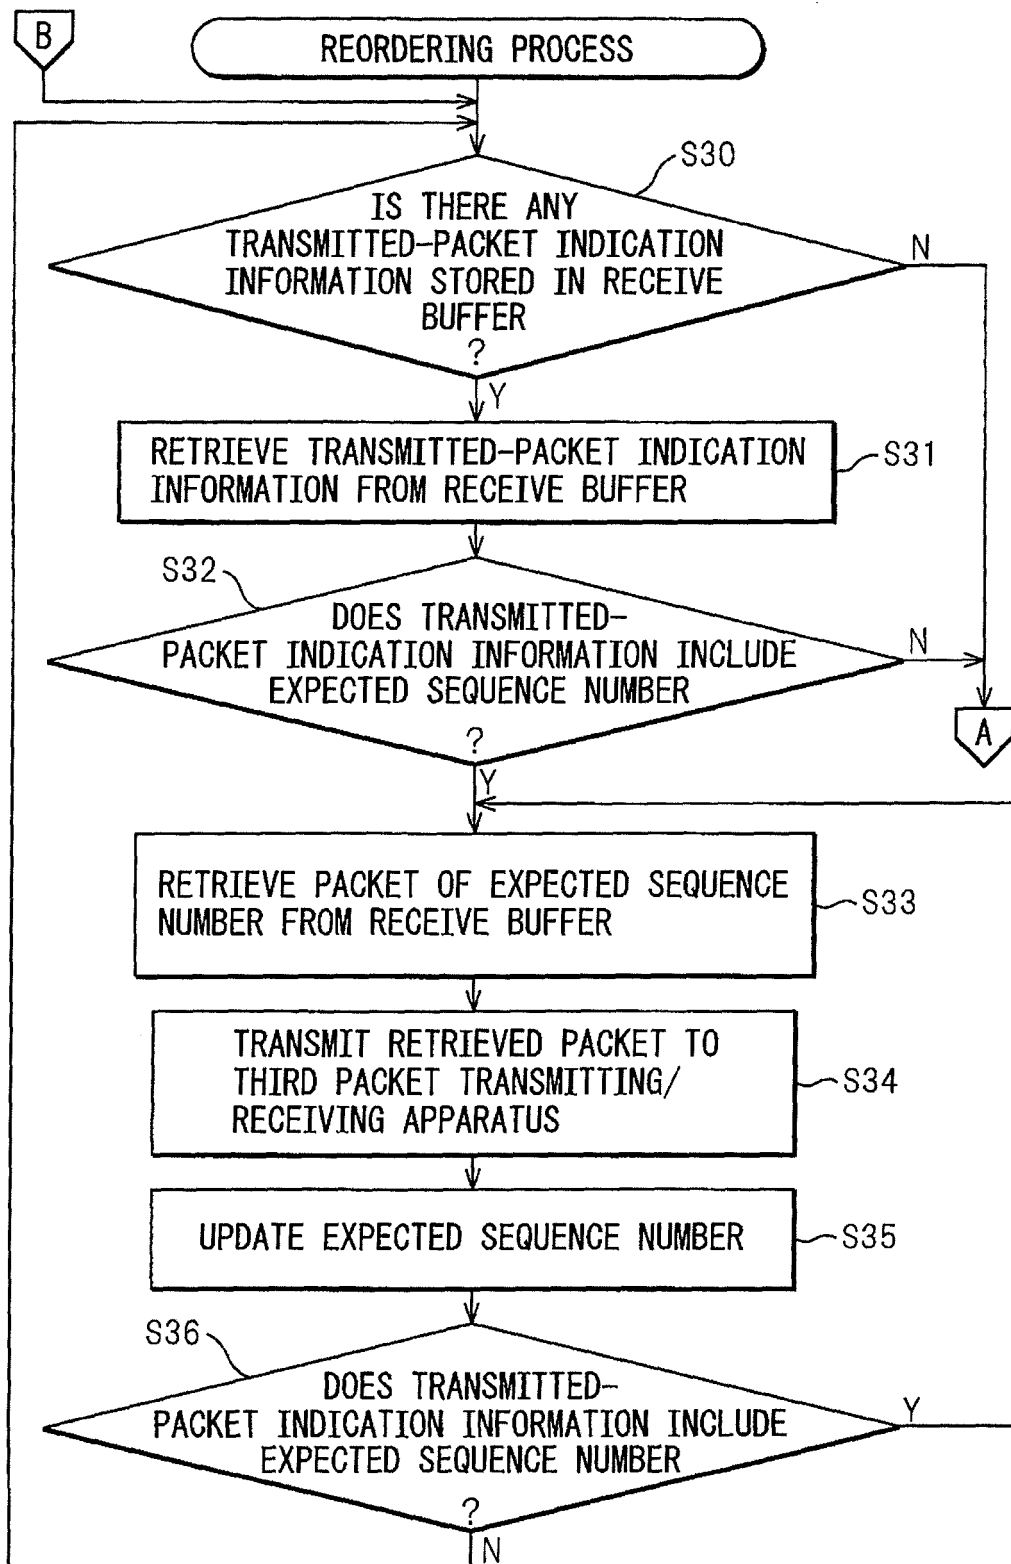 B
REORDERING PROCESS
S30
IS THERE ANY
TRANSMITTED-PACKET INDICATION
INFORMATION STORED IN RECEIVE
BUFFER
?
N
Y
RETRIEVE TRANSMITTED-PACKET INDICATION
INFORMATION FROM RECEIVE BUFFER
S31
S32
DOES TRANSMITTED-
PACKET INDICATION INFORMATION INCLUDE
EXPECTED SEQUENCE NUMBER
?
N
A
Y
RETRIEVE PACKET OF EXPECTED SEQUENCE
NUMBER FROM RECEIVE BUFFER
S33
TRANSMIT RETRIEVED PACKET TO
THIRD PACKET TRANSMITTING/
RECEIVING APPARATUS
S34
UPDATE EXPECTED SEQUENCE NUMBER
S35
S36
DOES TRANSMITTED-
PACKET INDICATION INFORMATION INCLUDE
EXPECTED SEQUENCE NUMBER
?
Y
N